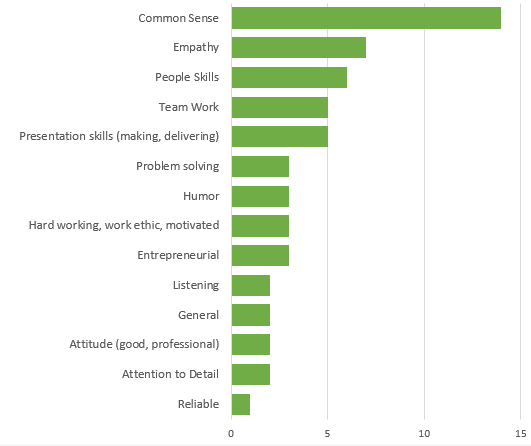 Common Sense
Empathy
People Skills
Team Work
Presentation skills (making, delivering)
Problem solving
Humor
Hard working, work ethic, motivated
Entrepreneurial
Listening
General
Attitude (good, professional)
Attention to Detail
Reliable
0 5 10 15